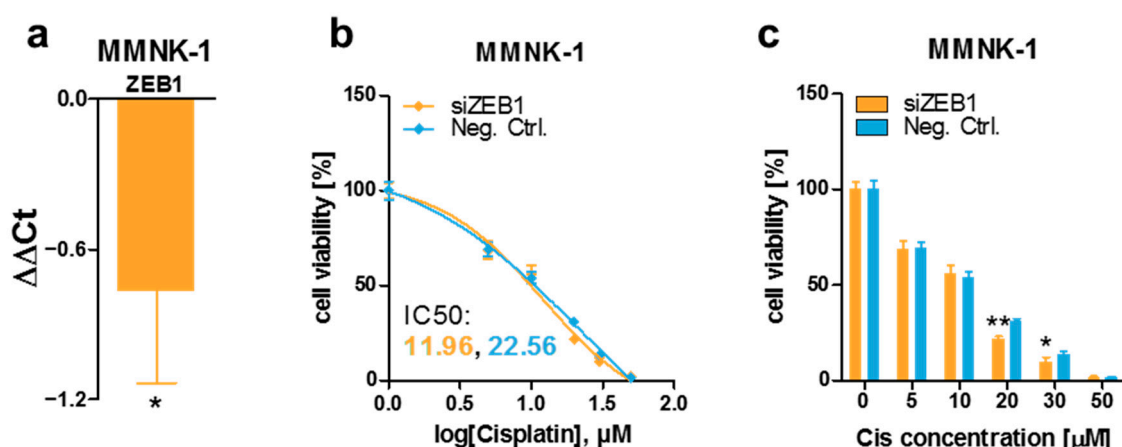 a
MMNK-1
ZEB1
0.0
−0.6
−1.2
ΔΔCt
*
b
MMNK-1
150
100
50
0
cell viability [%]
siZEB1
Neg. Ctrl.
IC50:
11.96, 22.56
0.0 0.5 1.0 1.5 2.0
log[Cisplatin], µM
c
MMNK-1
150
100
50
0
cell viability [%]
siZEB1
Neg. Ctrl.
**
*
0 5 10 20 30 50
Cis concentration [µM]